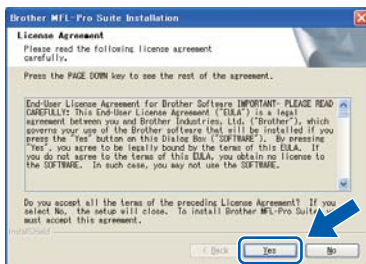 Brother MFL-Pro Suite Installation
License Agreement
Please read the following license agreement
carefully.
Press the PAGE DOWN key to see the rest of the agreement.
End-User License Agreement for Brother Software IMPORTANT- PLEASE READ
CAREFULLY: This End-User License Agreement ("EULA") is a legal
agreement between you and Brother Industries, Ltd. ("Brother"), which
governs your use of the Brother software that will be installed if you
press the "Yes" button on this Dialog Box ("SOFTWARE"). By pressing
"Yes", you agree to be legally bound by the terms of this EULA. If
you do not agree to the terms of this EULA, you obtain no license to
the SOFTWARE. In such case, you may not use the SOFTWARE.
Do you accept all the terms of the preceding License Agreement? If you
select No, the setup will close. To install Brother MFL-Pro Suite, you
must accept this agreement.
InstallShield
< Back Yes No